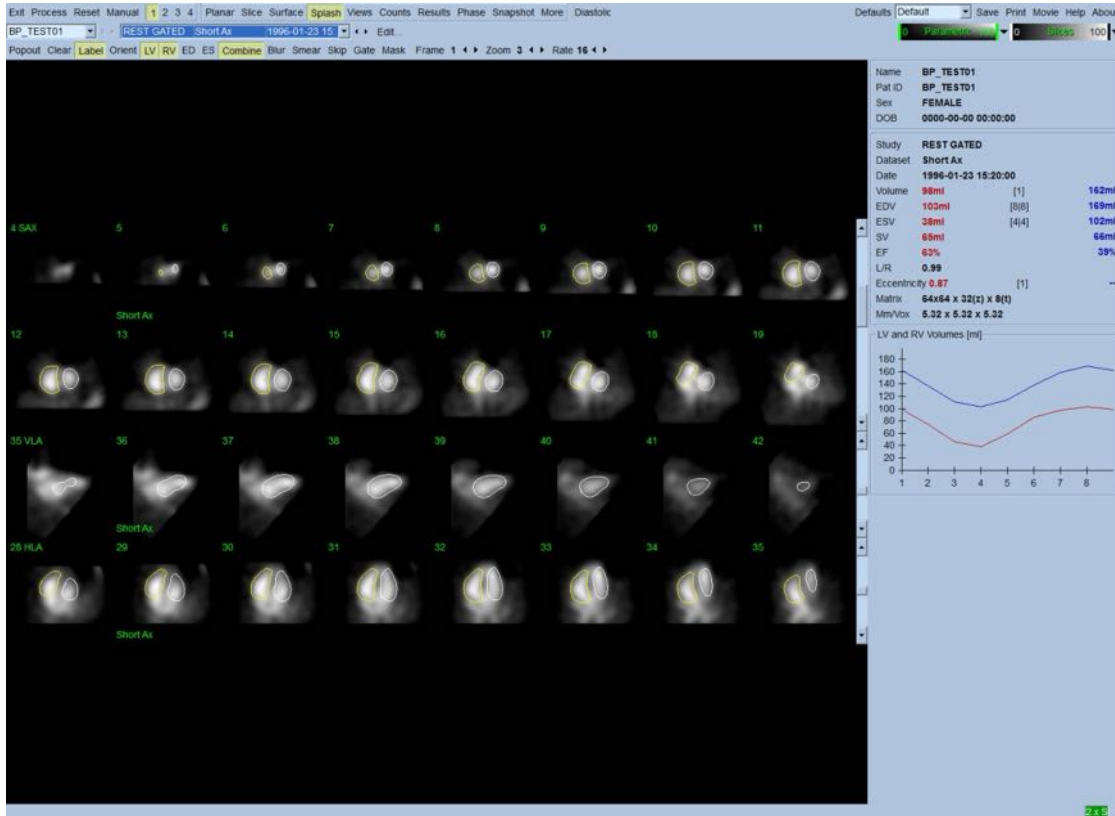 Exit Process Reset Manual 1 2 3 4 Planar Slice Surface Splash Views Counts Results Phase Snapshot More Diastolic Defaults Default Save Print Movie Help Abou
BP_TEST01 REST GATED Short Ax 1996-01-23 15: Edit... 0 Parametric 0 Slices 100
Popout Clear Label Orient LV RV ED ES Combine Blur Smear Skip Gate Mask Frame 1 Zoom 3 Rate 16
Name BP_TEST01
Pat ID BP_TEST01
Sex FEMALE
DOB 0000-00-00 00:00:00
Study REST GATED
Dataset Short Ax
Date 1996-01-23 15:20:00
Volume 98ml [1] 162ml
EDV 103ml [8|8] 169ml
ESV 38ml [4|4] 102ml
SV 65ml 66ml
EF 63% 39%
L/R 0.99
Eccentricity 0.87 [1] --
Matrix 64x64 x 32(z) x 8(t)
Mm/Vox 5.32 x 5.32 x 5.32
LV and RV Volumes [ml]
180
160
140
120
100
80
60
40
20
0
1 2 3 4 5 6 7 8
4 SAX 5 6 7 8 9 10 11
Short Ax
12 13 14 15 16 17 18 19
35 VLA 36 37 38 39 40 41 42
Short Ax
28 HLA 29 30 31 32 33 34 35
Short Ax
2 x S